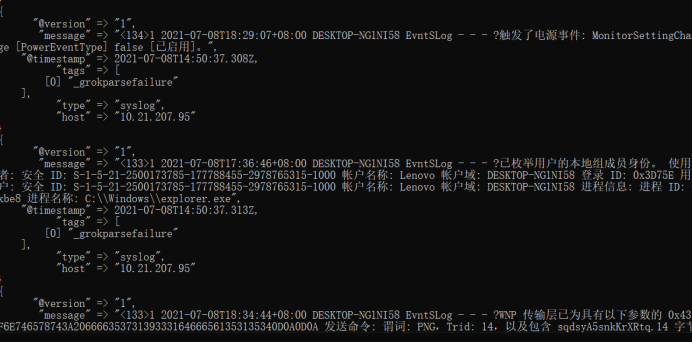 {
"@version" => "1",
"message" => "<134>1 2021-07-08T18:29:07+08:00 DESKTOP-NG1NI58 EvntSLog - - - ?触发了电源事件: MonitorSettingCha
ge [PowerEventType] false [已启用]。",
"@timestamp" => 2021-07-08T14:50:37.308Z,
"tags" => [
[0] "_grokparsefailure"
],
"type" => "syslog",
"host" => "10.21.207.95"
{
"@version" => "1",
"message" => "<133>1 2021-07-08T17:36:46+08:00 DESKTOP-NG1NI58 EvntSLog - - - ?已枚举用户的本地组成员身份。 使用
者: 安全 ID: S-1-5-21-2500173785-177788455-2978765315-1000 帐户名称: Lenovo 帐户域: DESKTOP-NG1NI58 登录 ID: 0x3D75E 用
户: 安全 ID: S-1-5-21-2500173785-177788455-2978765315-1000 帐户名称: Lenovo 帐户域: DESKTOP-NG1NI58 进程信息: 进程 ID:
xbe8 进程名称: C:\\Windows\\explorer.exe",
"@timestamp" => 2021-07-08T14:50:37.313Z,
"tags" => [
[0] "_grokparsefailure"
],
"type" => "syslog",
"host" => "10.21.207.95"
{
"@version" => "1",
"message" => "<133>1 2021-07-08T18:34:44+08:00 DESKTOP-NG1NI58 EvntSLog - - - ?WNP 传输层已为具有以下参数的 0x43
F6E746578743A20666635373139333164666561353135340D0A0D0A 发送命令: 谓词: PNG, Trid: 14, 以及包含 sqdsyA5snkKrXRtq.14 字节